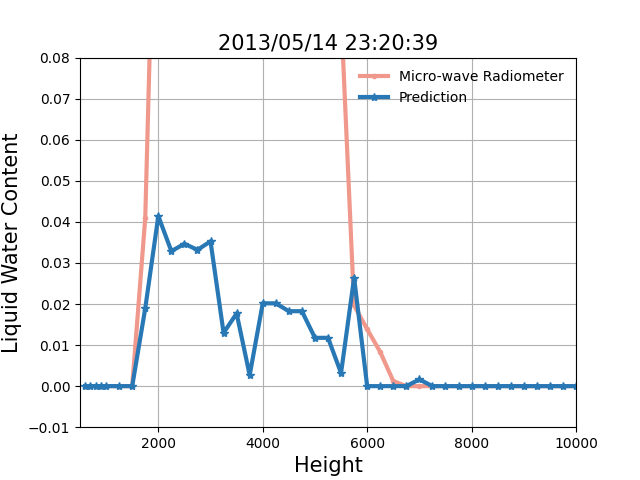 2013/05/14 23:20:39
Micro-wave Radiometer
Prediction
0.08
0.07
0.06
0.05
0.04
0.03
0.02
0.01
0.00
−0.01
Liquid Water Content
2000 4000 6000 8000 10000
Height